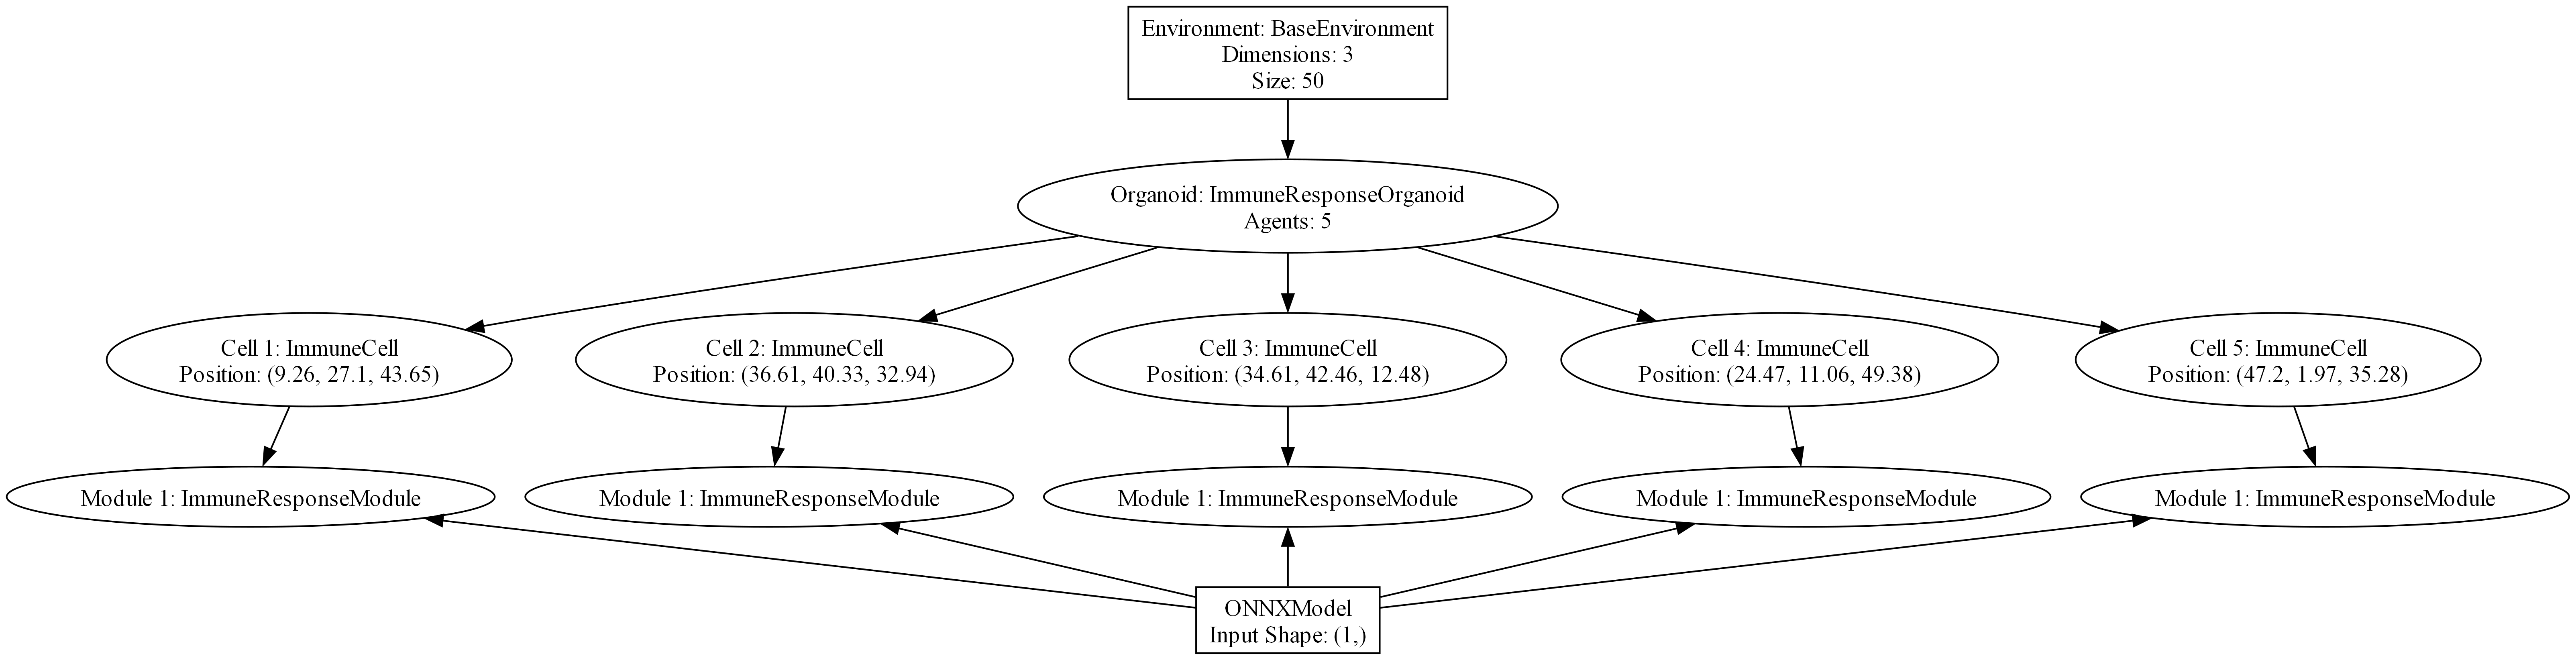 Environment: BaseEnvironment
Dimensions: 3
Size: 50
Organoid: ImmuneResponseOrganoid
Agents: 5
Cell 1: ImmuneCell
Position: (9.26, 27.1, 43.65)
Cell 2: ImmuneCell
Position: (36.61, 40.33, 32.94)
Cell 3: ImmuneCell
Position: (34.61, 42.46, 12.48)
Cell 4: ImmuneCell
Position: (24.47, 11.06, 49.38)
Cell 5: ImmuneCell
Position: (47.2, 1.97, 35.28)
Module 1: ImmuneResponseModule
Module 1: ImmuneResponseModule
Module 1: ImmuneResponseModule
Module 1: ImmuneResponseModule
Module 1: ImmuneResponseModule
ONNXModel
Input Shape: (1,)